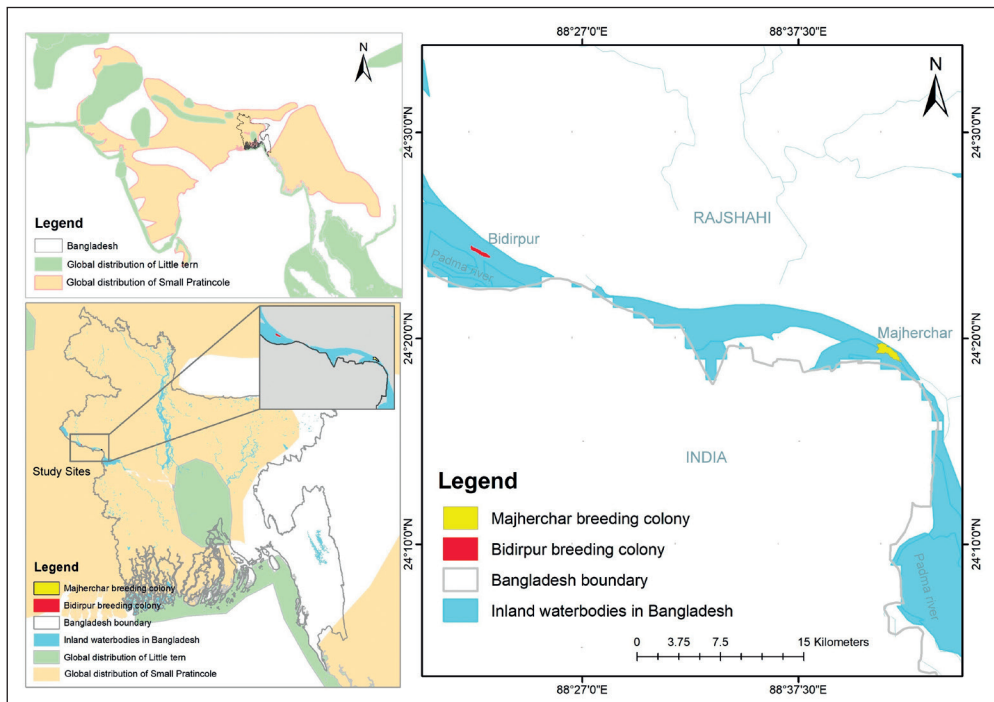 N
Legend
Bangladesh
Global distribution of Little tern
Global distribution of Small Pratincole
Study Sites
Legend
Majherchar breeding colony
Bidirpur breeding colony
Bangladesh boundary
Inland waterbodies in Bangladesh
Global distribution of Little tern
Global distribution of Small Pratincole
88°27'0"E
88°37'30"E
N
24°30'0"N
24°30'0"N
RAJSHAHI
Bidirpur
Padma river
24°20'0"N
24°20'0"N
Majherchar
INDIA
Legend
Majherchar breeding colony
Bidirpur breeding colony
Bangladesh boundary
Inland waterbodies in Bangladesh
24°10'0"N
24°10'0"N
Padma river
0 3.75 7.5 15 Kilometers
88°27'0"E
88°37'30"E